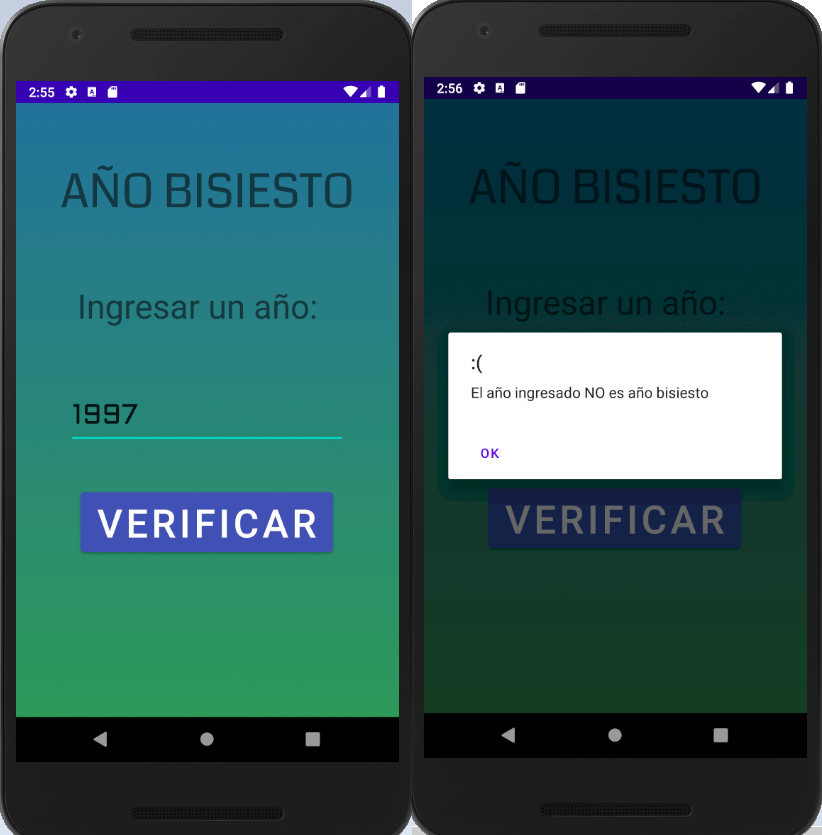 2:55
AÑO BISIESTO
Ingresar un año:
1997
VERIFICAR
2:56
AÑO BISIESTO
Ingresar un año:
:(
El año ingresado NO es año bisiesto
OK
VERIFICAR